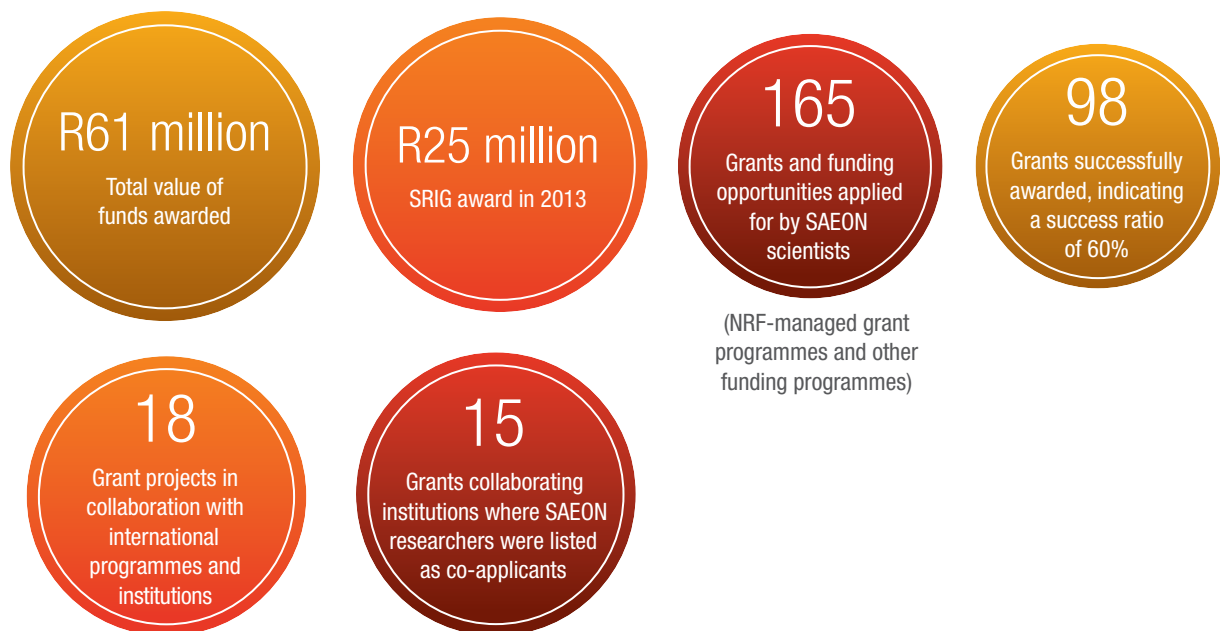 R61 million
Total value of
funds awarded
R25 million
SRIG award in 2013
165
Grants and funding
opportunities applied
for by SAEON
scientists
(NRF-managed grant
programmes and other
funding programmes)
98
Grants successfully
awarded, indicating
a success ratio
of 60%
18
Grant projects in
collaboration with
international
programmes and
institutions
15
Grants collaborating
institutions where SAEON
researchers were listed
as co-applicants